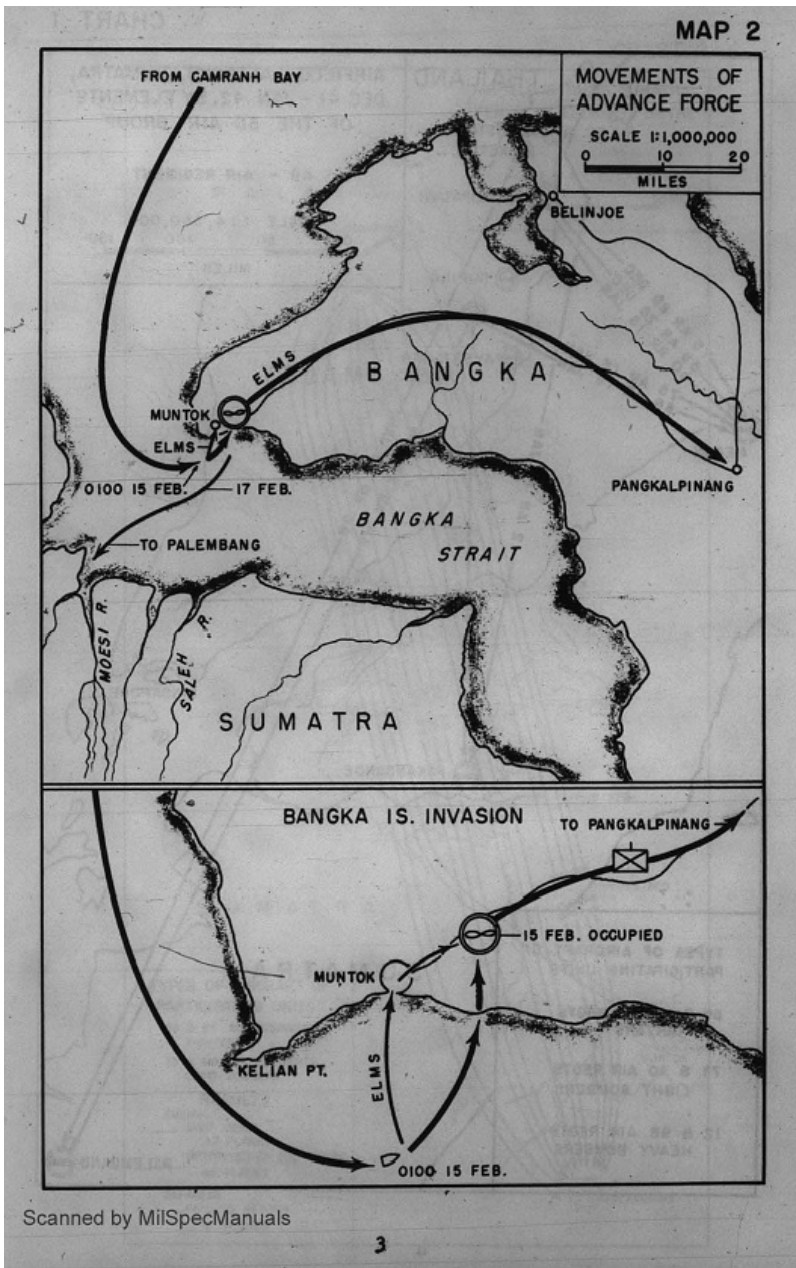 MAP 2
FROM CAMRANH BAY
MOVEMENTS OF
ADVANCE FORCE
SCALE 1:1,000,000
0 10 20
MILES
BELINJOE
ELMS
BANGKA
MUNTOK
ELMS
0100 15 FEB.
17 FEB.
PANGKALPINANG
BANGKA
STRAIT
TO PALEMBANG
MOESI R.
SALEH R.
SUMATRA
BANGKA IS. INVASION
TO PANGKALPINANG
15 FEB. OCCUPIED
MUNTOK
KELIAN PT.
ELMS
0100 15 FEB.
Scanned by MilSpecManuals
3